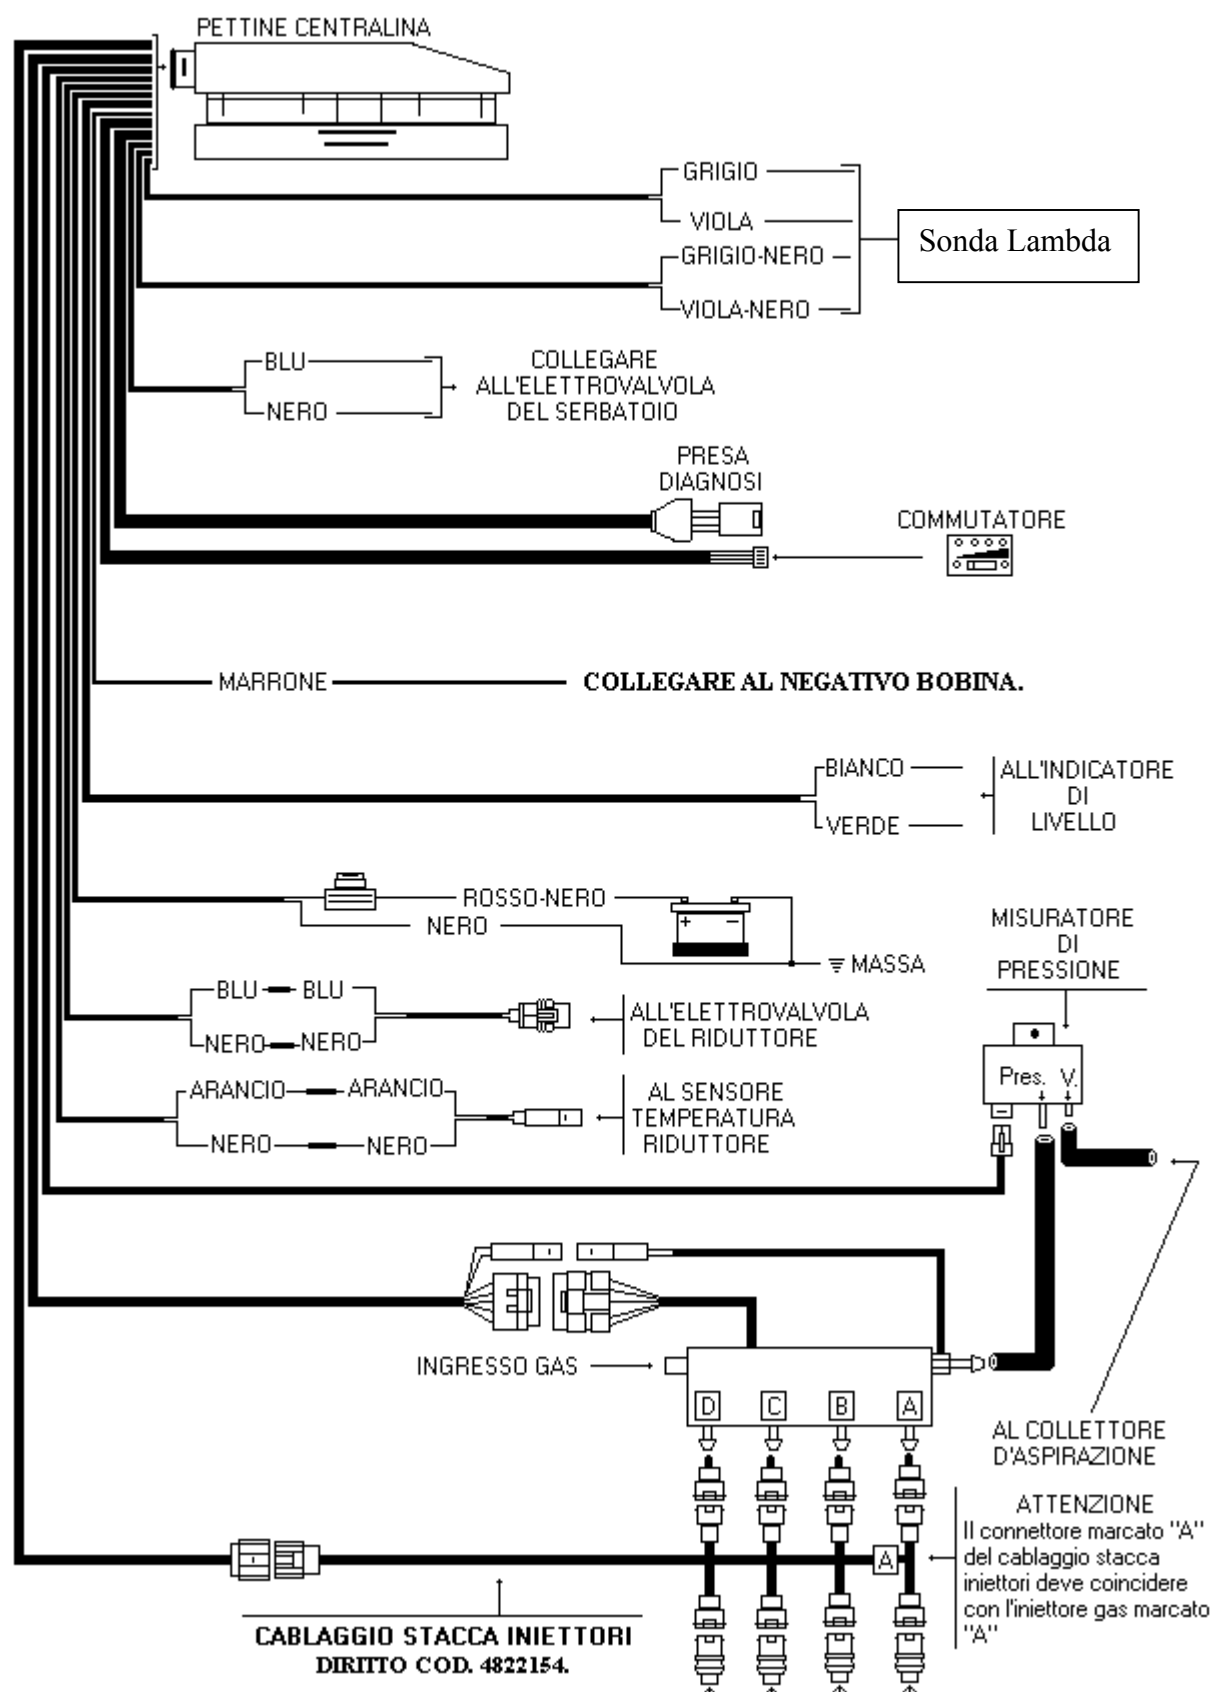 PETTINE CENTRALINA
GRIGIO
VIOLA
GRIGIO-NERO
VIOLA-NERO
Sonda Lambda
BLU
NERO
COLLEGARE
ALL'ELETTROVALVOLA
DEL SERBATOIO
PRESA
DIAGNOSI
COMMUTATORE
MARRONE
COLLEGARE AL NEGATIVO BOBINA.
BIANCO
VERDE
ALL'INDICATORE
DI
LIVELLO
ROSSO-NERO
NERO
+ −
MASSA
MISURATORE
DI
PRESSIONE
Pres. V.
BLU BLU
NERO NERO
ALL'ELETTROVALVOLA
DEL RIDUTTORE
ARANCIO ARANCIO
NERO NERO
AL SENSORE
TEMPERATURA
RIDUTTORE
INGRESSO GAS
D C B A
AL COLLETTORE
D'ASPIRAZIONE
A
ATTENZIONE
Il connettore marcato "A"
del cablaggio stacca
iniettori deve coincidere
con l'iniettore gas marcato
"A"
CABLAGGIO STACCA INIETTORI
DIRITTO COD. 4822154.